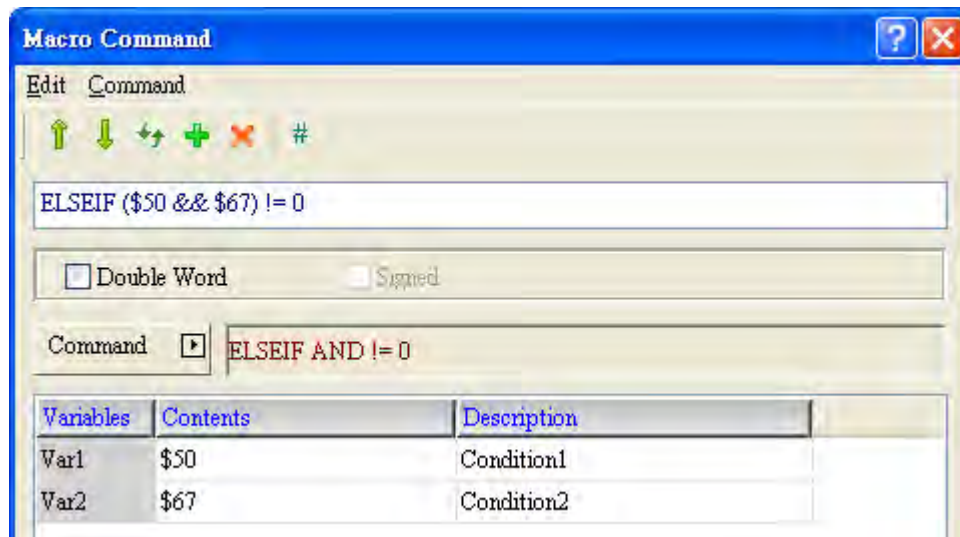 Macro Command
Edit Command
#
ELSEIF ($50 && $67) != 0
Double Word Signed
Command ELSEIF AND != 0
Variables Contents Description
Var1 $50 Condition1
Var2 $67 Condition2